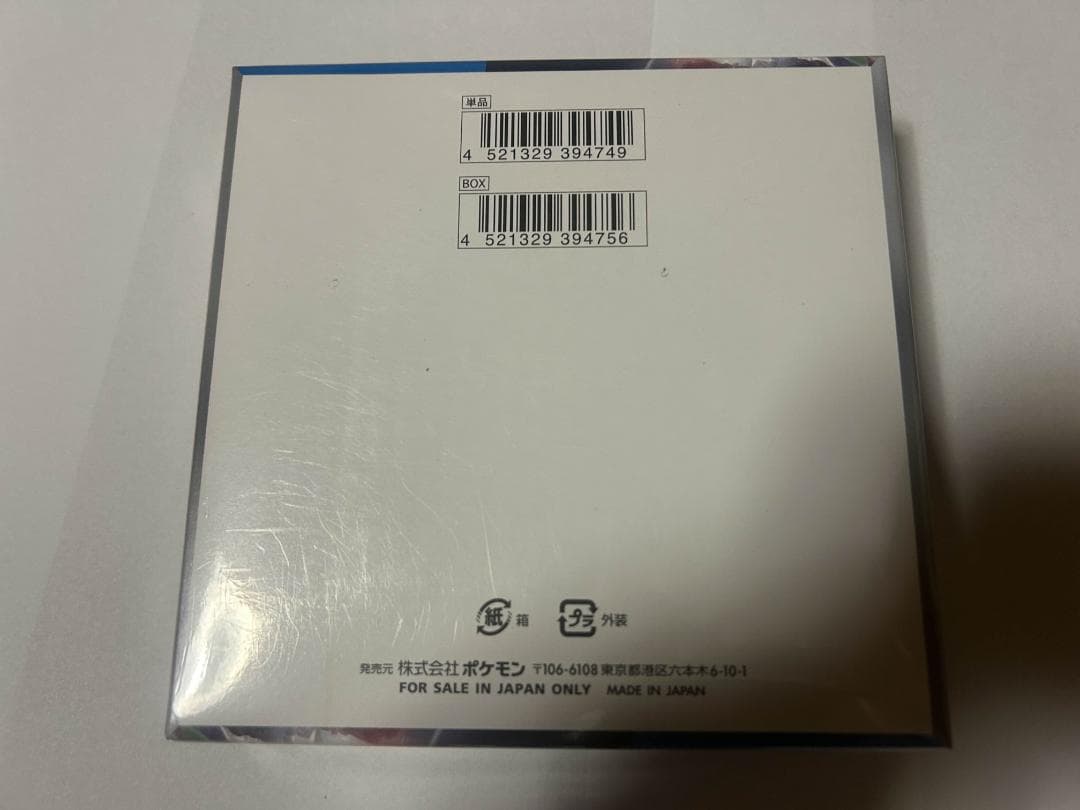 単品
4 521329 394749
BOX
4 521329 394756
紙 箱 プラ 外装
発売元 株式会社 ポケモン 〒106-6108 東京都港区六本木6-10-1
FOR SALE IN JAPAN ONLY MADE IN JAPAN